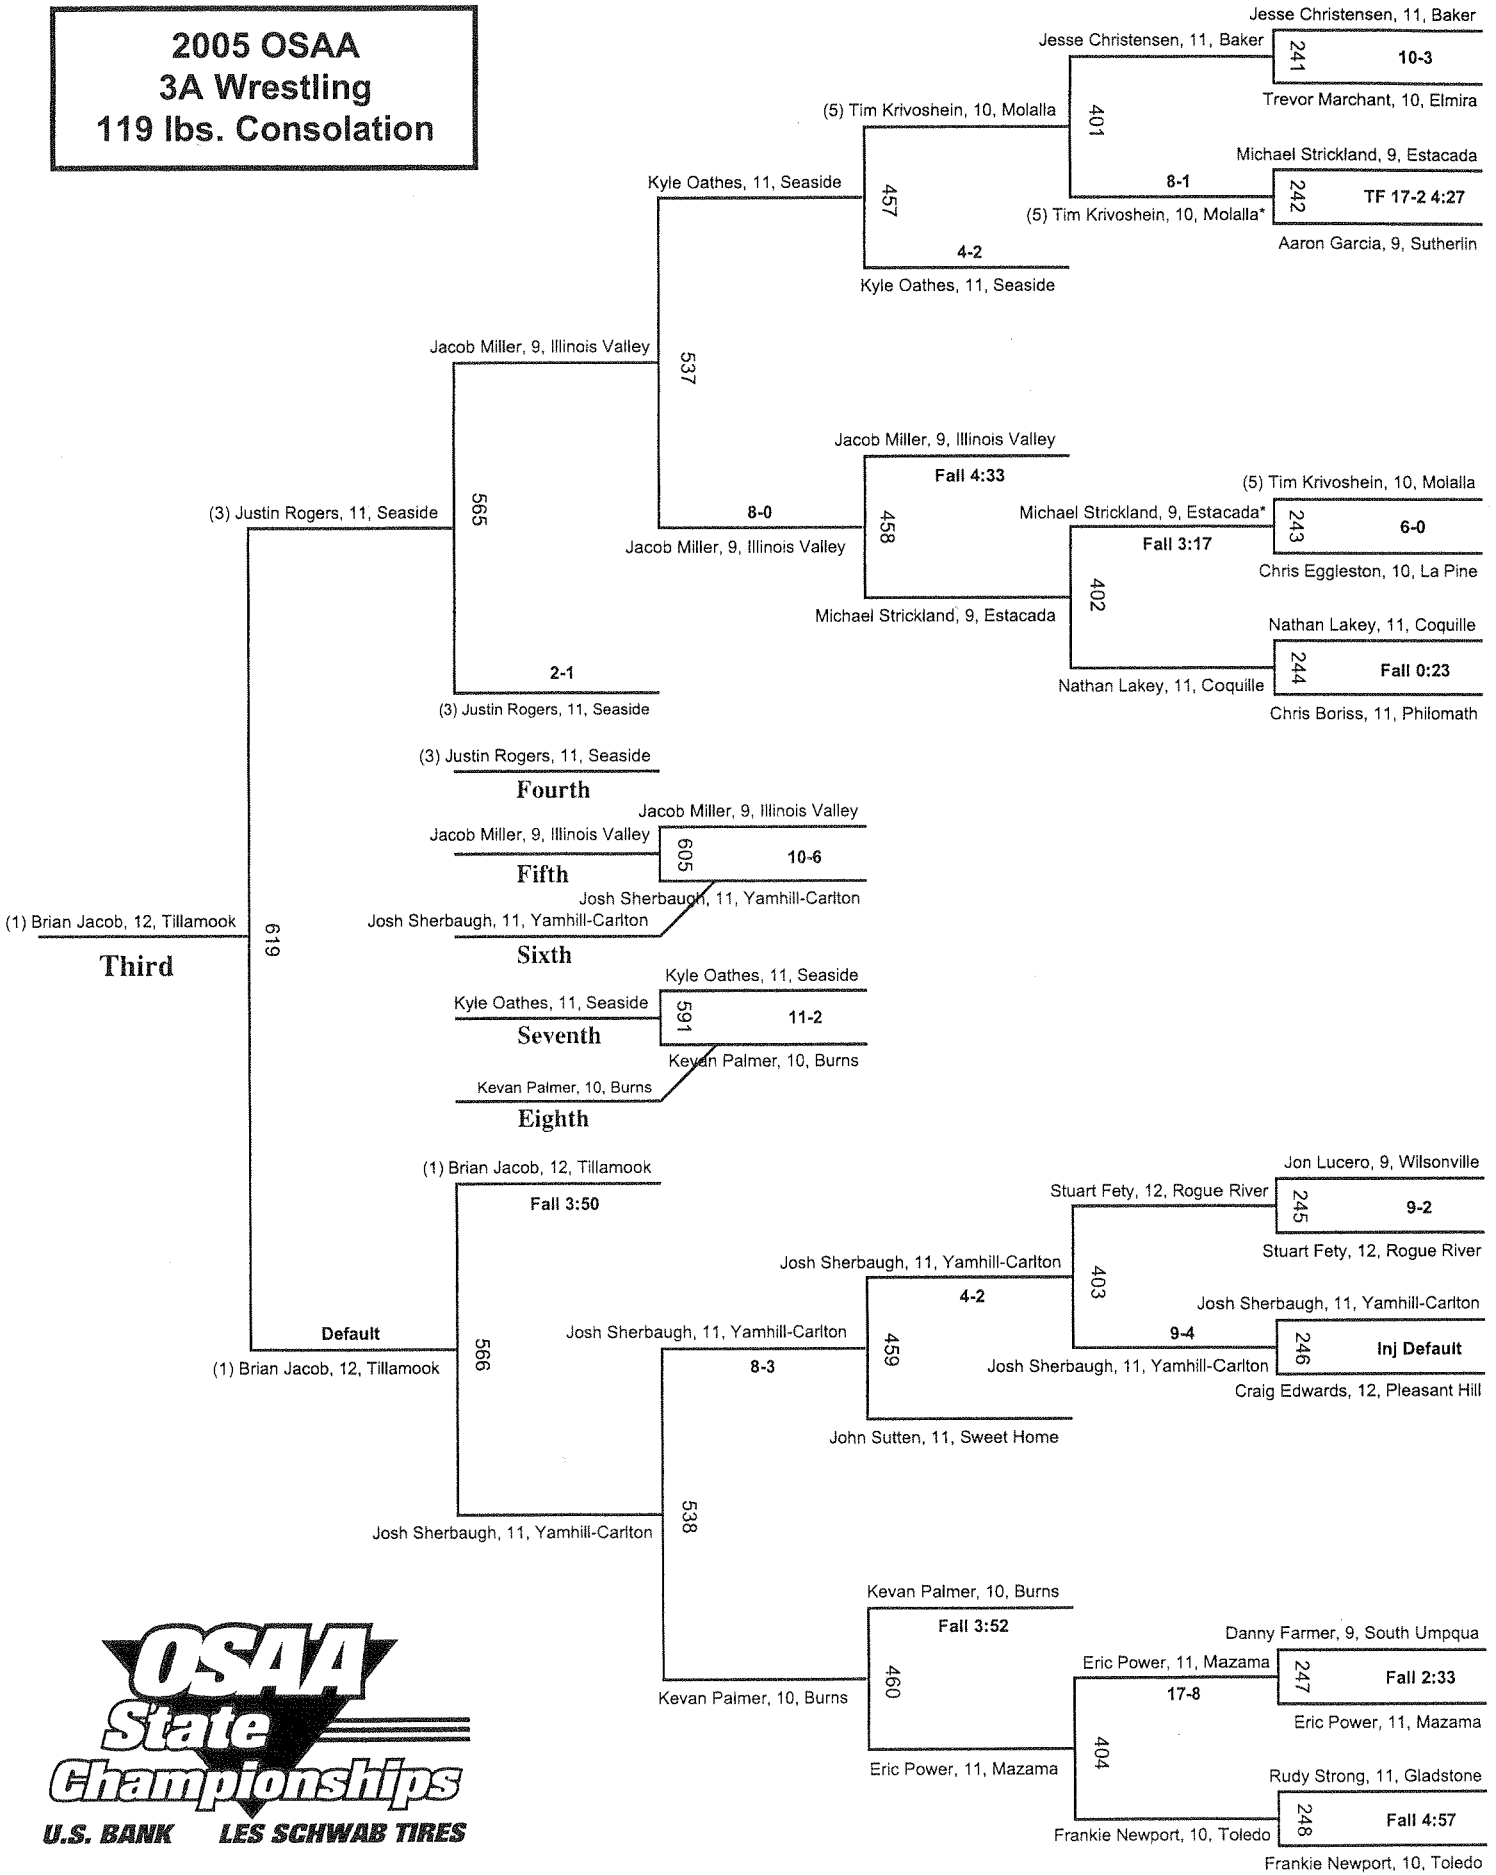 2005 OSAA
3A Wrestling
119 lbs. Consolation
Jesse Christensen, 11, Baker
Jesse Christensen, 11, Baker
241
10-3
Trevor Marchant, 10, Elmira
(5) Tim Krivoshein, 10, Molalla
401
Michael Strickland, 9, Estacada
Kyle Oathes, 11, Seaside
457
8-1
242
TF 17-2 4:27
(5) Tim Krivoshein, 10, Molalla*
Aaron Garcia, 9, Sutherlin
4-2
Kyle Oathes, 11, Seaside
Jacob Miller, 9, Illinois Valley
537
Jacob Miller, 9, Illinois Valley
Fall 4:33
(5) Tim Krivoshein, 10, Molalla
(3) Justin Rogers, 11, Seaside
565
8-0
458
Michael Strickland, 9, Estacada*
243
6-0
Jacob Miller, 9, Illinois Valley
Fall 3:17
Chris Eggleston, 10, La Pine
402
Michael Strickland, 9, Estacada
Nathan Lakey, 11, Coquille
2-1
244
Fall 0:23
Nathan Lakey, 11, Coquille
(3) Justin Rogers, 11, Seaside
Chris Boriss, 11, Philomath
(3) Justin Rogers, 11, Seaside
Fourth
Jacob Miller, 9, Illinois Valley
Jacob Miller, 9, Illinois Valley
605
10-6
Fifth
Josh Sherbaugh, 11, Yamhill-Carlton
(1) Brian Jacob, 12, Tillamook
619
Josh Sherbaugh, 11, Yamhill-Carlton
Third
Sixth
Kyle Oathes, 11, Seaside
Kyle Oathes, 11, Seaside
591
11-2
Seventh
Kevan Palmer, 10, Burns
Kevan Palmer, 10, Burns
Eighth
(1) Brian Jacob, 12, Tillamook
Fall 3:50
Jon Lucero, 9, Wilsonville
Stuart Fety, 12, Rogue River
245
9-2
Stuart Fety, 12, Rogue River
Josh Sherbaugh, 11, Yamhill-Carlton
403
4-2
Josh Sherbaugh, 11, Yamhill-Carlton
Default
566
Josh Sherbaugh, 11, Yamhill-Carlton
459
9-4
246
Inj Default
(1) Brian Jacob, 12, Tillamook
8-3
Josh Sherbaugh, 11, Yamhill-Carlton
Craig Edwards, 12, Pleasant Hill
John Sutten, 11, Sweet Home
538
Josh Sherbaugh, 11, Yamhill-Carlton
Kevan Palmer, 10, Burns
Fall 3:52
Danny Farmer, 9, South Umpqua
Eric Power, 11, Mazama
247
Fall 2:33
460
17-8
Kevan Palmer, 10, Burns
Eric Power, 11, Mazama
404
Eric Power, 11, Mazama
Rudy Strong, 11, Gladstone
248
Fall 4:57
Frankie Newport, 10, Toledo
Frankie Newport, 10, Toledo
OSAA
State
Championships
U.S. BANK LES SCHWAB TIRES